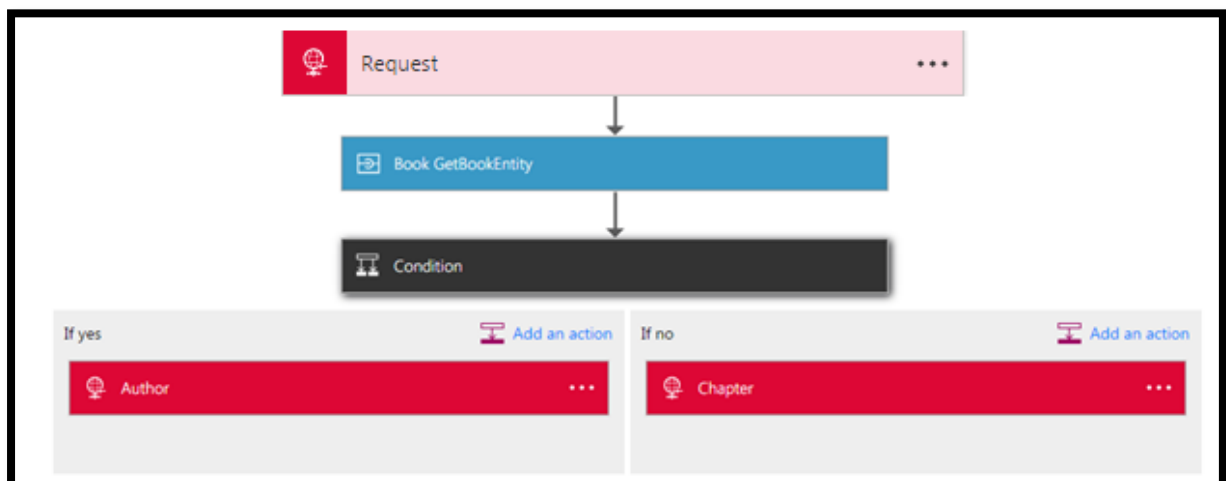 Request
Book GetBookEntity
Condition
If yes
Add an action
If no
Add an action
Author
Chapter